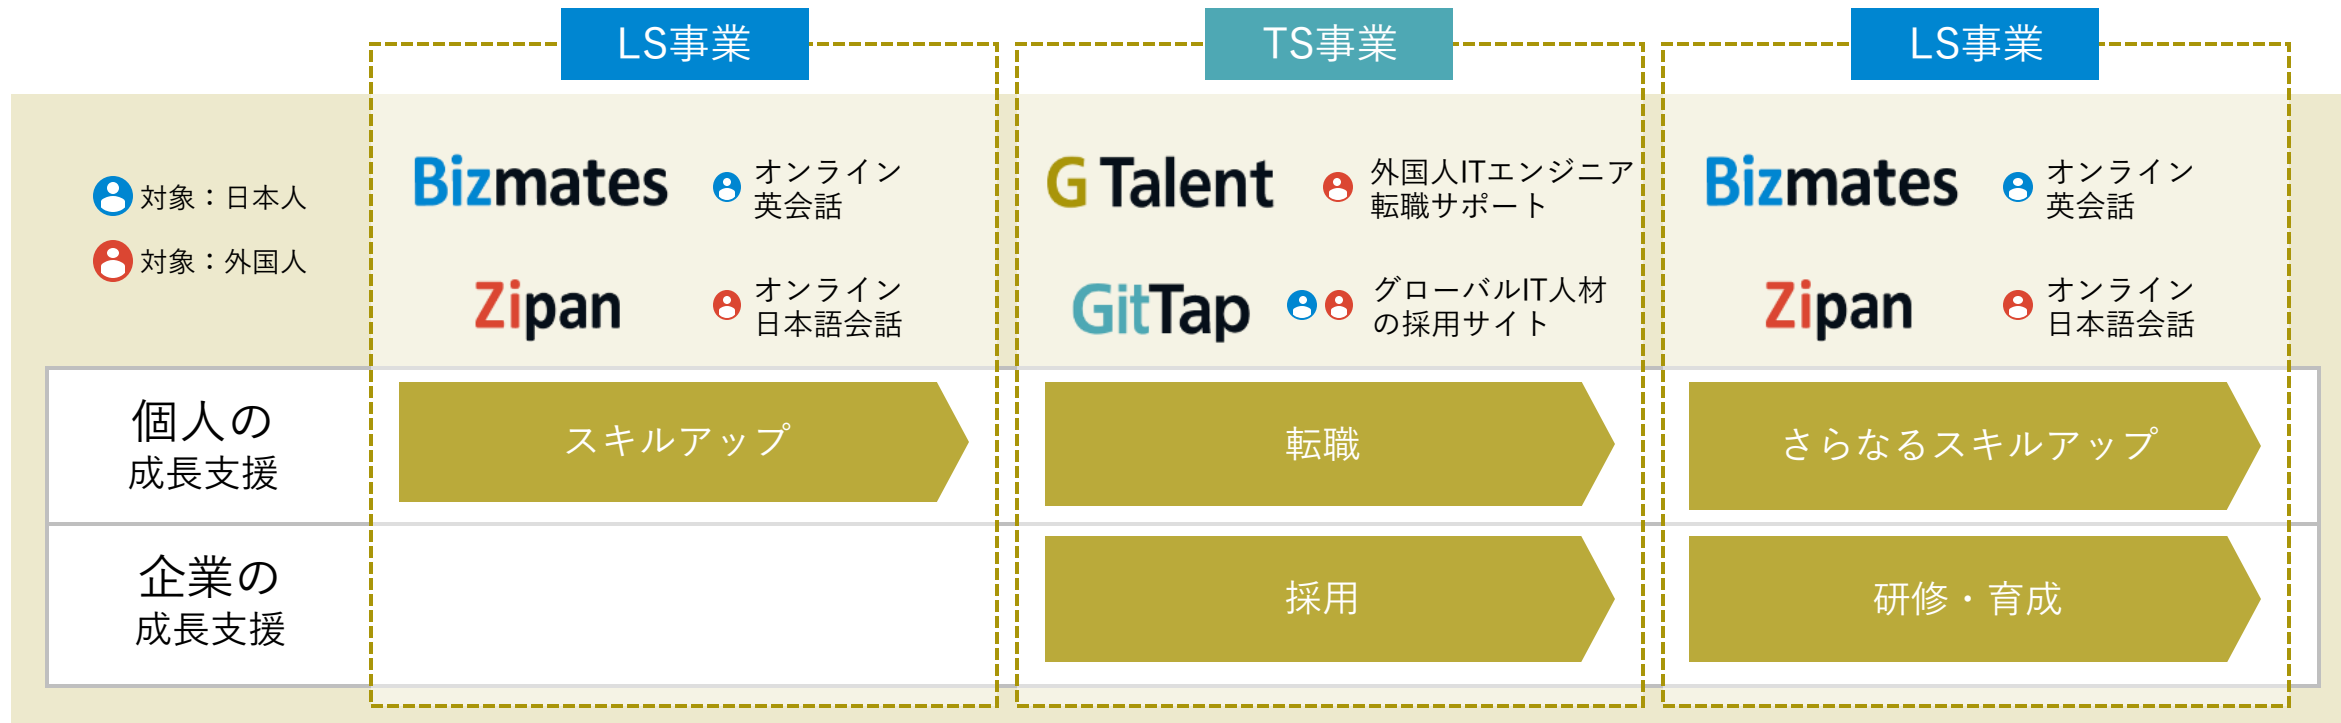 LS事業
TS事業
LS事業
対象：日本人
対象：外国人
Bizmates
オンライン
英会話
Zipan
オンライン
日本語会話
G Talent
外国人ITエンジニア
転職サポート
GitTap
グローバルIT人材
の採用サイト
Bizmates
オンライン
英会話
Zipan
オンライン
日本語会話
個人の
成長支援
スキルアップ
転職
さらなるスキルアップ
企業の
成長支援
採用
研修・育成